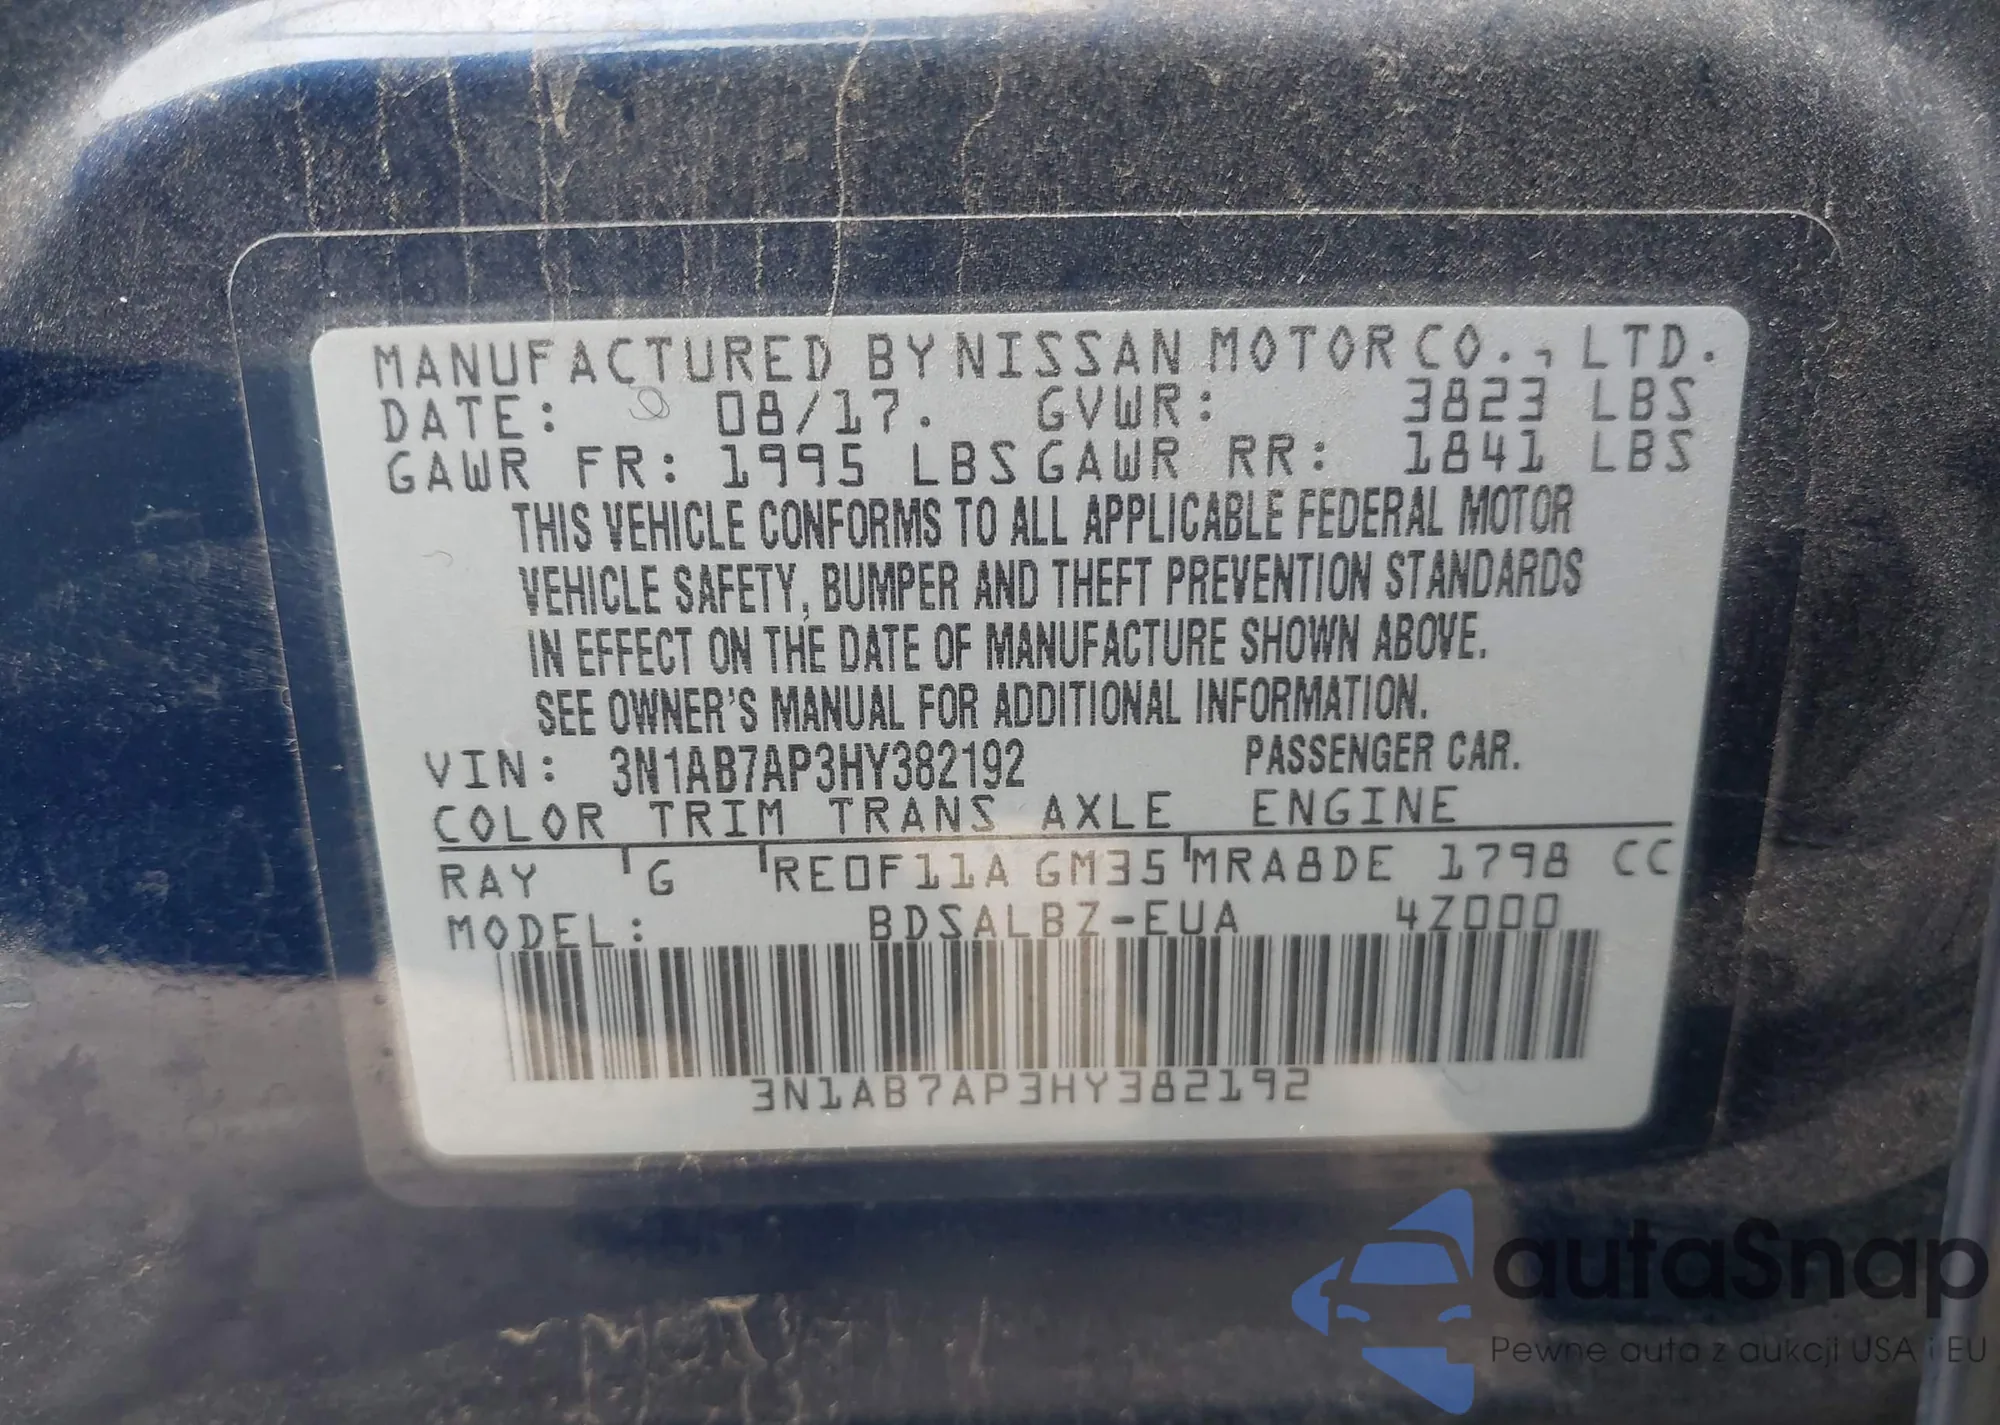 MANUFACTURED BY NISSAN MOTOR CO., LTD.
DATE: 08/17. GVWR: 3823 LBS
GAWR FR: 1995 LBS GAWR RR: 1841 LBS
THIS VEHICLE CONFORMS TO ALL APPLICABLE FEDERAL MOTOR
VEHICLE SAFETY, BUMPER AND THEFT PREVENTION STANDARDS
IN EFFECT ON THE DATE OF MANUFACTURE SHOWN ABOVE.
SEE OWNER'S MANUAL FOR ADDITIONAL INFORMATION.
VIN: 3N1AB7AP3HY382192 PASSENGER CAR.
COLOR TRIM TRANS AXLE ENGINE
RAY G RE0F11A GM35 MRA8DE 1798 CC
MODEL: BDSALBZ-EUA 4Z000
3N1AB7AP3HY382192
autaSnap
Pewne auta z aukcji USA i EU